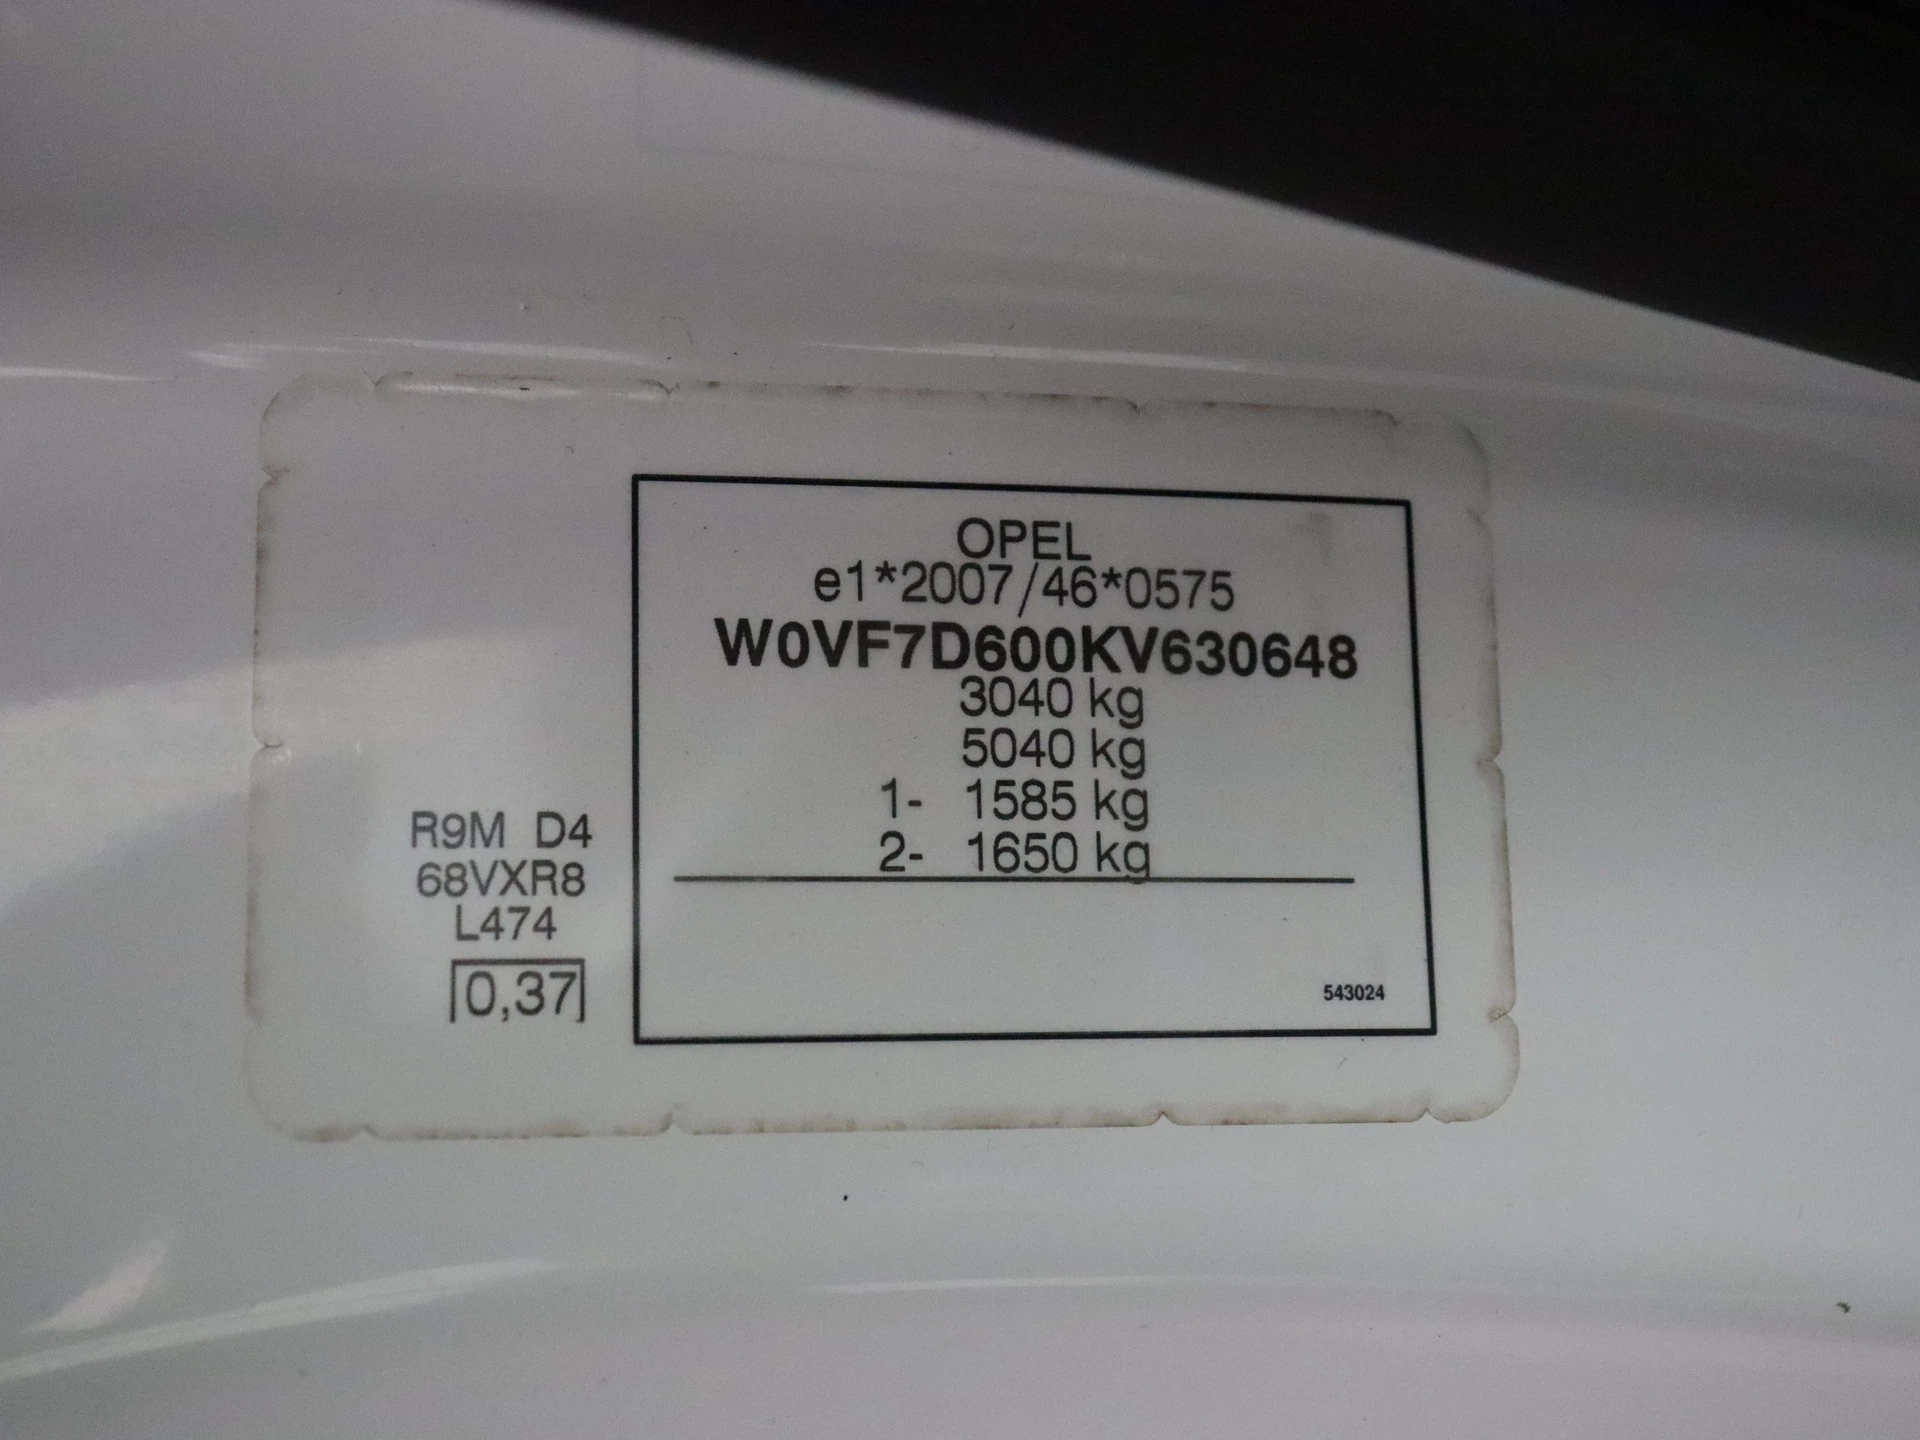 OPEL
e1*2007/46*0575
W0VF7D600KV630648
3040 kg
5040 kg
1- 1585 kg
2- 1650 kg
543024
R9M D4
68VXR8
L474
0,37